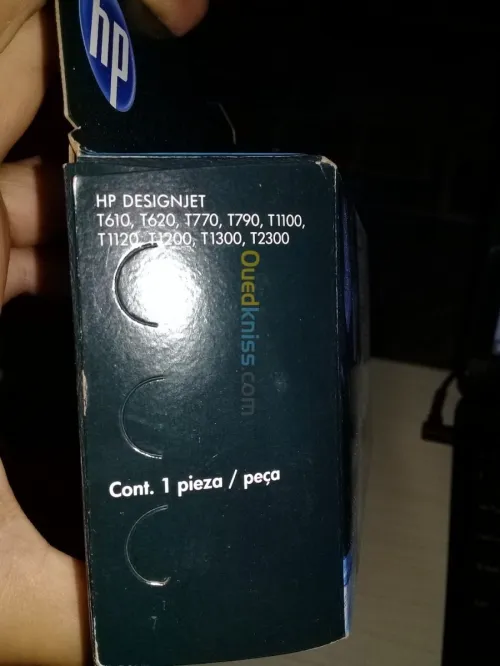 hp
HP DESIGNJET
T610, T620, T770, T790, T1100,
T1120, T1200, T1300, T2300
Ouedkniss.com
Cont. 1 pieza / peça